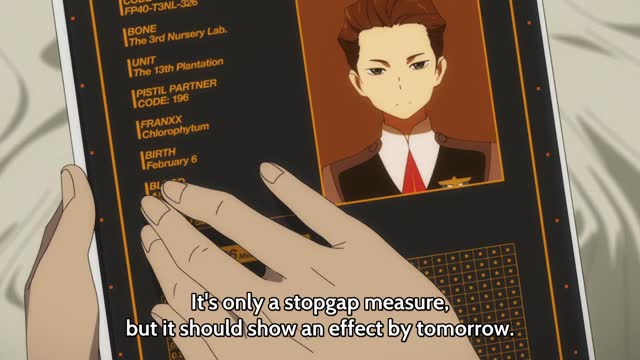 FP40-T3NL-326
BONE
The 3rd Nursery Lab.
UNIT
The 13th Plantation
PISTIL PARTNER
CODE: 196
FRANXX
Chlorophytum
BIRTH
February 6
It's only a stopgap measure,
but it should show an effect by tomorrow.